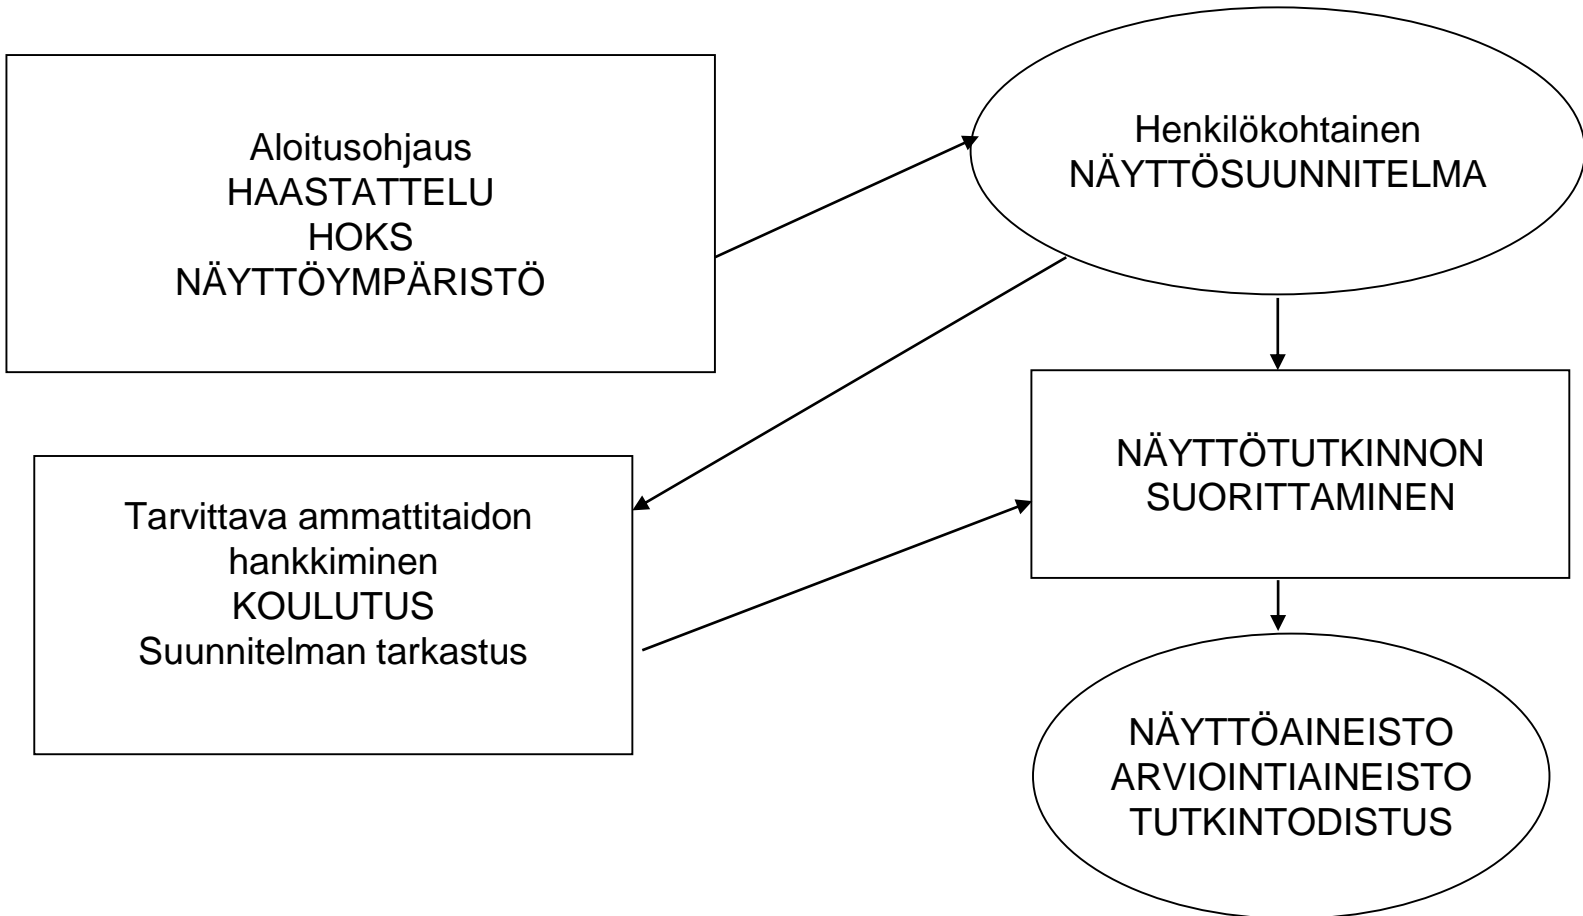 Aloitusohjaus
HAASTATTELU
HOKS
NÄYTTÖYMPÄRISTÖ
Henkilökohtainen
NÄYTTÖSUUNNITELMA
Tarvittava ammattitaidon
hankkiminen
KOULUTUS
Suunnitelman tarkastus
NÄYTTÖTUTKINNON
SUORITTAMINEN
NÄYTTÖAINEISTO
ARVIOINTIAINEISTO
TUTKINTODISTUS